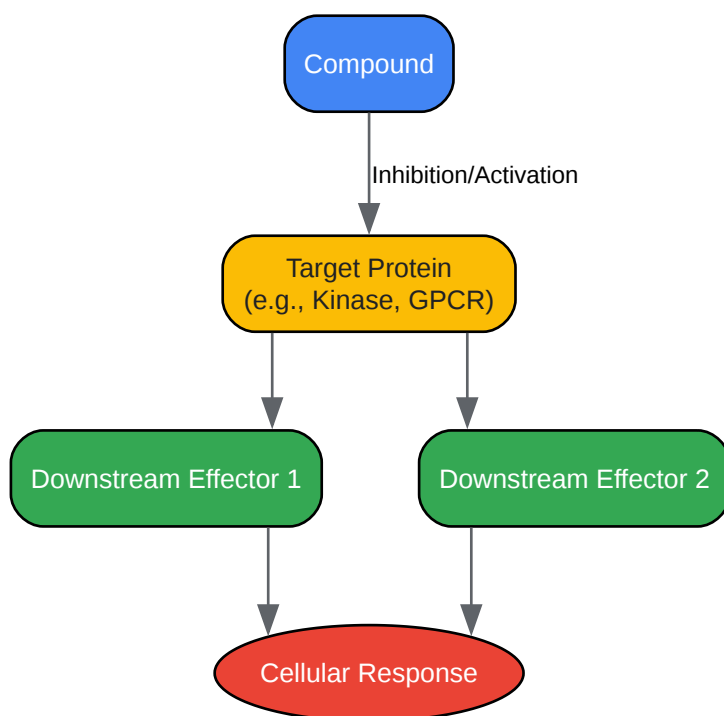 Compound
Inhibition/Activation
Target Protein
(e.g., Kinase, GPCR)
Downstream Effector 1
Downstream Effector 2
Cellular Response